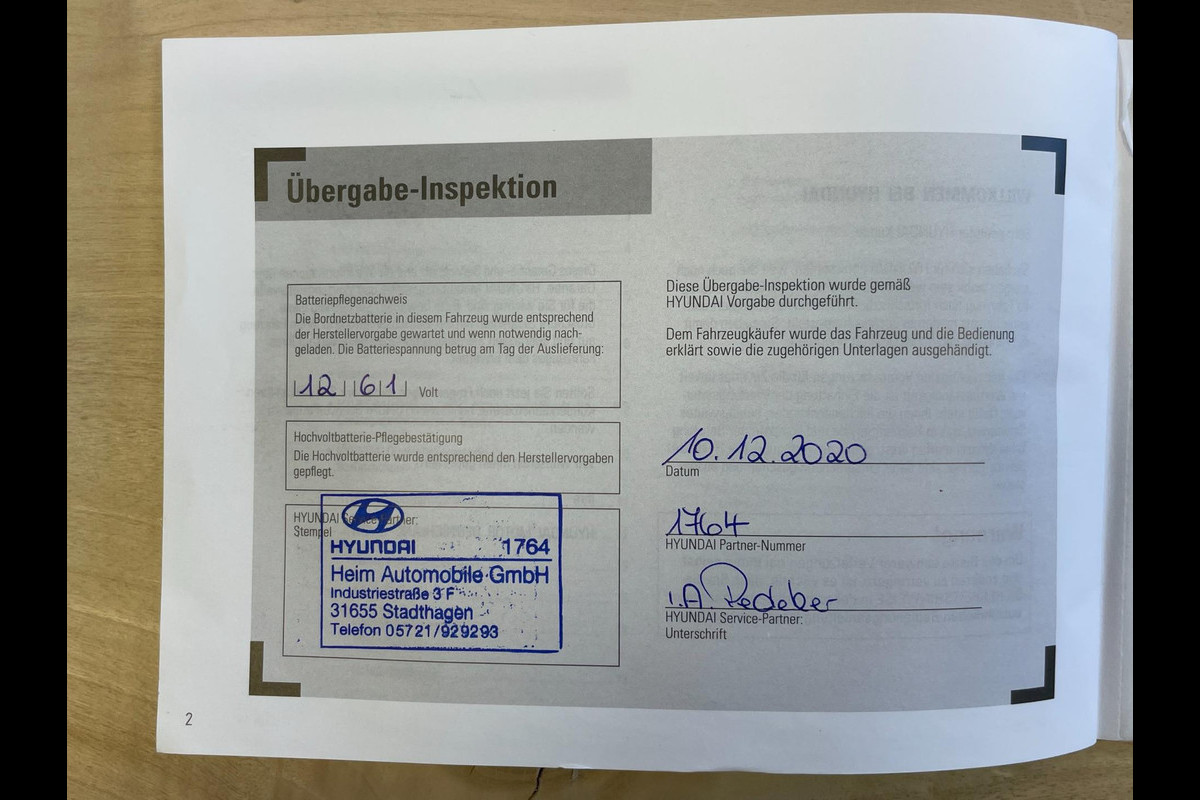 Übergabe-Inspektion
Batteriepflegenachweis
Die Bordnetzbatterie in diesem Fahrzeug wurde entsprechend
der Herstellervorgabe gewartet und wenn notwendig nach-
geladen. Die Batteriespannung betrug am Tag der Auslieferung:
12 61 Volt
Hochvoltbatterie-Pflegebestätigung
Die Hochvoltbatterie wurde entsprechend den Herstellervorgaben
gepflegt.
HYUNDAI Service-Partner:
Stempel
HYUNDAI 1764
Heim Automobile GmbH
Industriestraße 3 F
31655 Stadthagen
Telefon 05721/929293
Diese Übergabe-Inspektion wurde gemäß
HYUNDAI Vorgabe durchgeführt.
Dem Fahrzeugkäufer wurde das Fahrzeug und die Bedienung
erklärt sowie die zugehörigen Unterlagen ausgehändigt.
10.12.2020
Datum
1764
HYUNDAI Partner-Nummer
i.A.
HYUNDAI Service-Partner:
Unterschrift
2